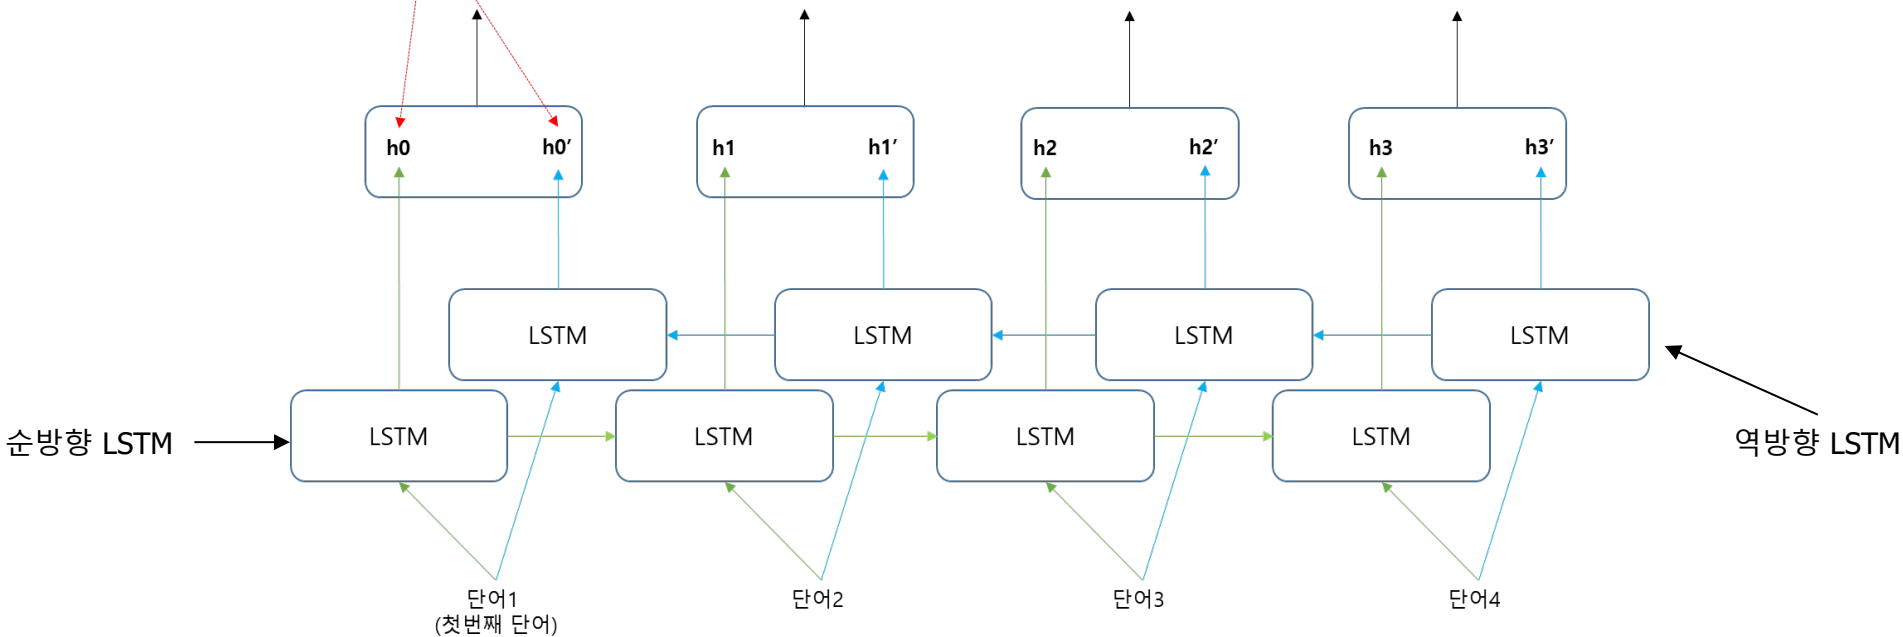 h0 h0’ h1 h1’ h2 h2’ h3 h3’
LSTM LSTM LSTM LSTM
순방향 LSTM LSTM LSTM LSTM LSTM 역방향 LSTM
단어1 단어2 단어3 단어4
(첫번째 단어)